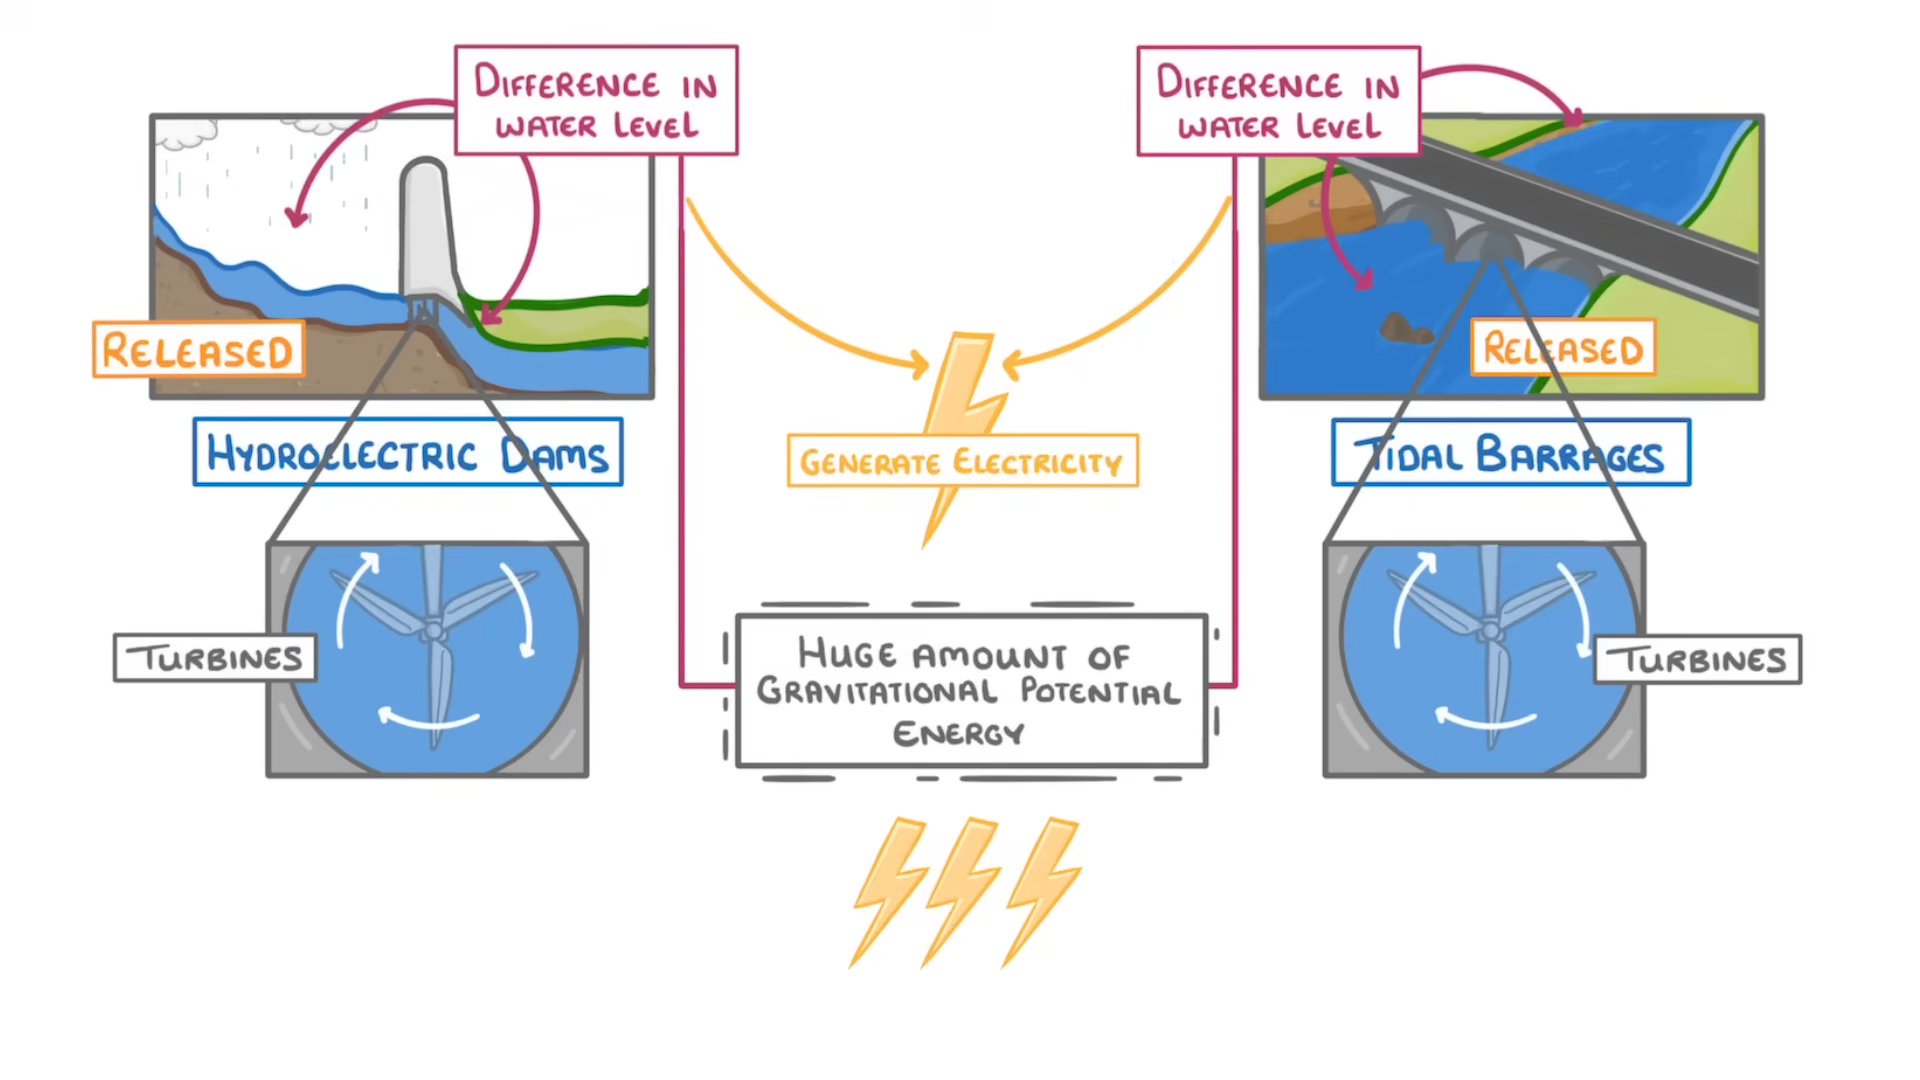 DIFFERENCE IN
WATER LEVEL
DIFFERENCE IN
WATER LEVEL
RELEASED
RELEASED
HYDROELECTRIC DAMS
GENERATE ELECTRICITY
TIDAL BARRAGES
TURBINES
HUGE AMOUNT OF
GRAVITATIONAL POTENTIAL
ENERGY
TURBINES